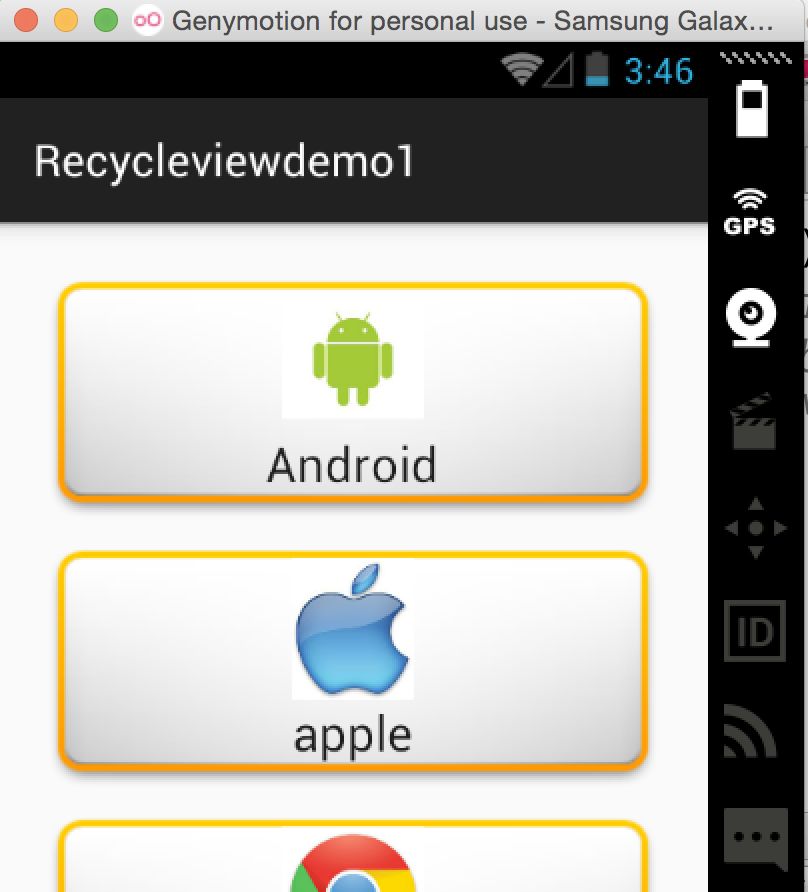 Genymotion for personal use - Samsung Galax...
3:46
Recycleviewdemo1
GPS
Android
apple
ID